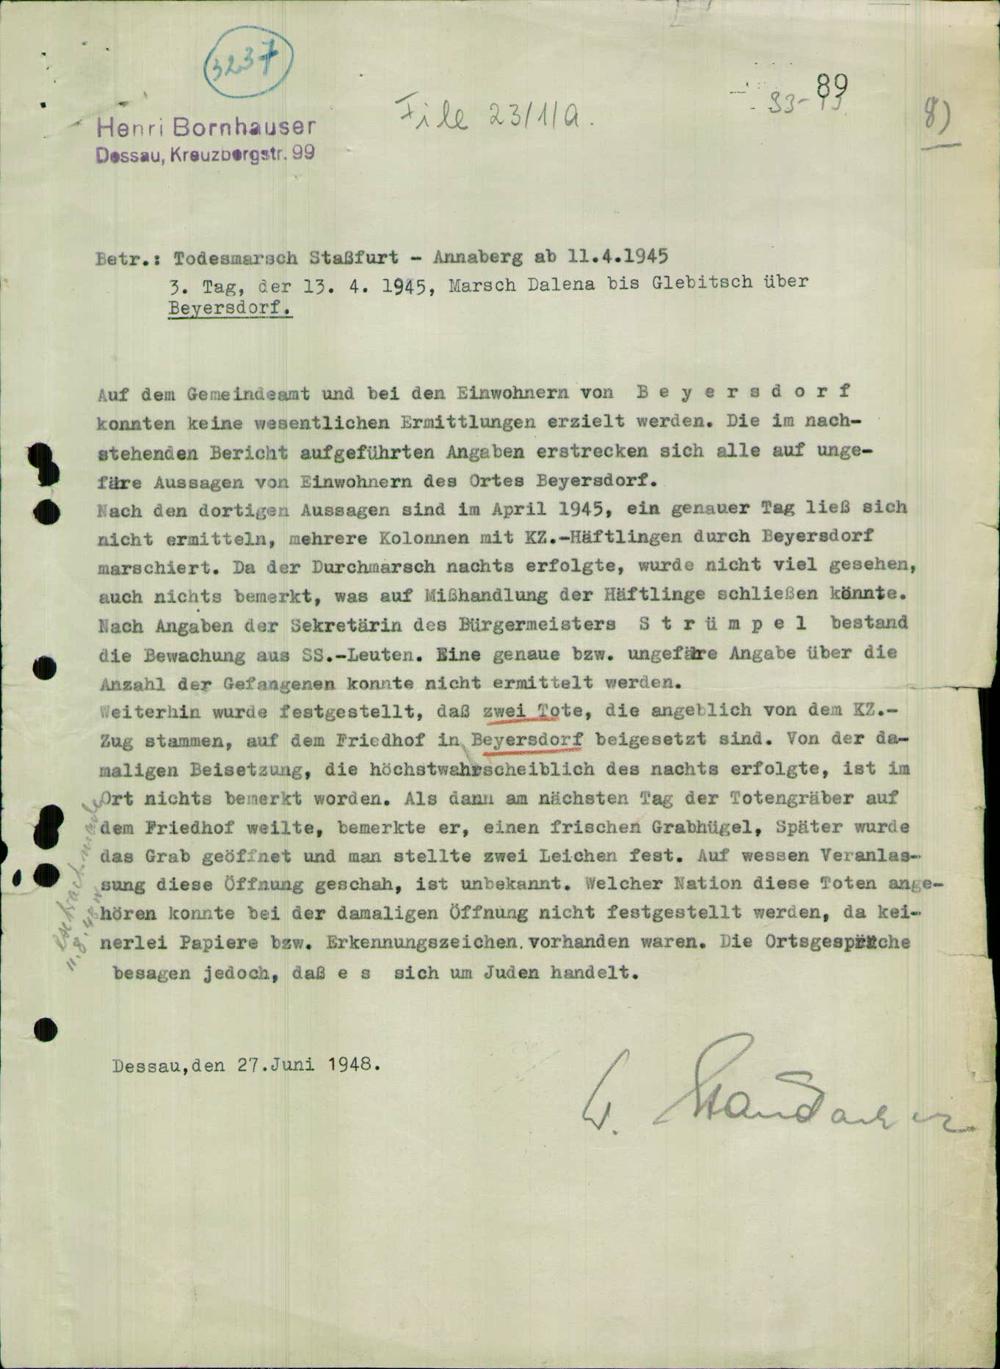 3237
89
File 23/1/a.
8)
Henri Bornhauser
Dessau, Kreuzbergstr. 99
Betr.: Todesmarsch Staßfurt - Annaberg ab 11.4.1945
3. Tag, der 13. 4. 1945, Marsch Dalena bis Glebitsch über
Beyersdorf.
Auf dem Gemeindeamt und bei den Einwohnern von B e y e r s d o r f
konnten keine wesentlichen Ermittlungen erzielt werden. Die im nach-
stehenden Bericht aufgeführten Angaben erstrecken sich alle auf unge-
färe Aussagen von Einwohnern des Ortes Beyersdorf.
Nach den dortigen Aussagen sind im April 1945, ein genauer Tag ließ sich
nicht ermitteln, mehrere Kolonnen mit KZ.-Häftlingen durch Beyersdorf
marschiert. Da der Durchmarsch nachts erfolgte, wurde nicht viel gesehen,
auch nichts bemerkt, was auf Mißhandlung der Häftlinge schließen könnte.
Nach Angaben der Sekretärin des Bürgermeisters S t r ü m p e l bestand
die Bewachung aus SS.-Leuten. Eine genaue bzw. ungefäre Angabe über die
Anzahl der Gefangenen konnte nicht ermittelt werden.
Weiterhin wurde festgestellt, daß zwei Tote, die angeblich von dem KZ.-
Zug stammen, auf dem Friedhof in Beyersdorf beigesetzt sind. Von der da-
maligen Beisetzung, die höchstwahrscheiblich des nachts erfolgte, ist im
Ort nichts bemerkt worden. Als dann am nächsten Tag der Totengräber auf
dem Friedhof weilte, bemerkte er, einen frischen Grabhügel, Später wurde
das Grab geöffnet und man stellte zwei Leichen fest. Auf wessen Veranlas-
sung diese Öffnung geschah, ist unbekannt. Welcher Nation diese Toten ange-
hören konnte bei der damaligen Öffnung nicht festgestellt werden, da kei-
nerlei Papiere bzw. Erkennungszeichen vorhanden waren. Die Ortsgespräche
besagen jedoch, daß e s sich um Juden handelt.
Dessau,den 27.Juni 1948.